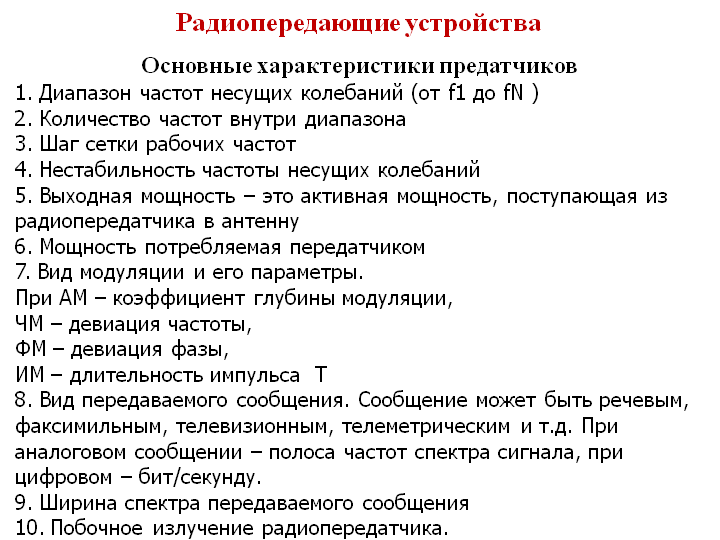 Радиопередающие устройства
Основные характеристики предатчиков
1. Диапазон частот несущих колебаний (от f1 до fN )
2. Количество частот внутри диапазона
3. Шаг сетки рабочих частот
4. Нестабильность частоты несущих колебаний
5. Выходная мощность – это активная мощность, поступающая из
радиопередатчика в антенну
6. Мощность потребляемая передатчиком
7. Вид модуляции и его параметры.
При АМ – коэффициент глубины модуляции,
ЧМ – девиация частоты,
ФМ – девиация фазы,
ИМ – длительность импульса Т
8. Вид передаваемого сообщения. Сообщение может быть речевым,
факсимильным, телевизионным, телеметрическим и т.д. При
аналоговом сообщении – полоса частот спектра сигнала, при
цифровом – бит/секунду.
9. Ширина спектра передаваемого сообщения
10. Побочное излучение радиопередатчика.